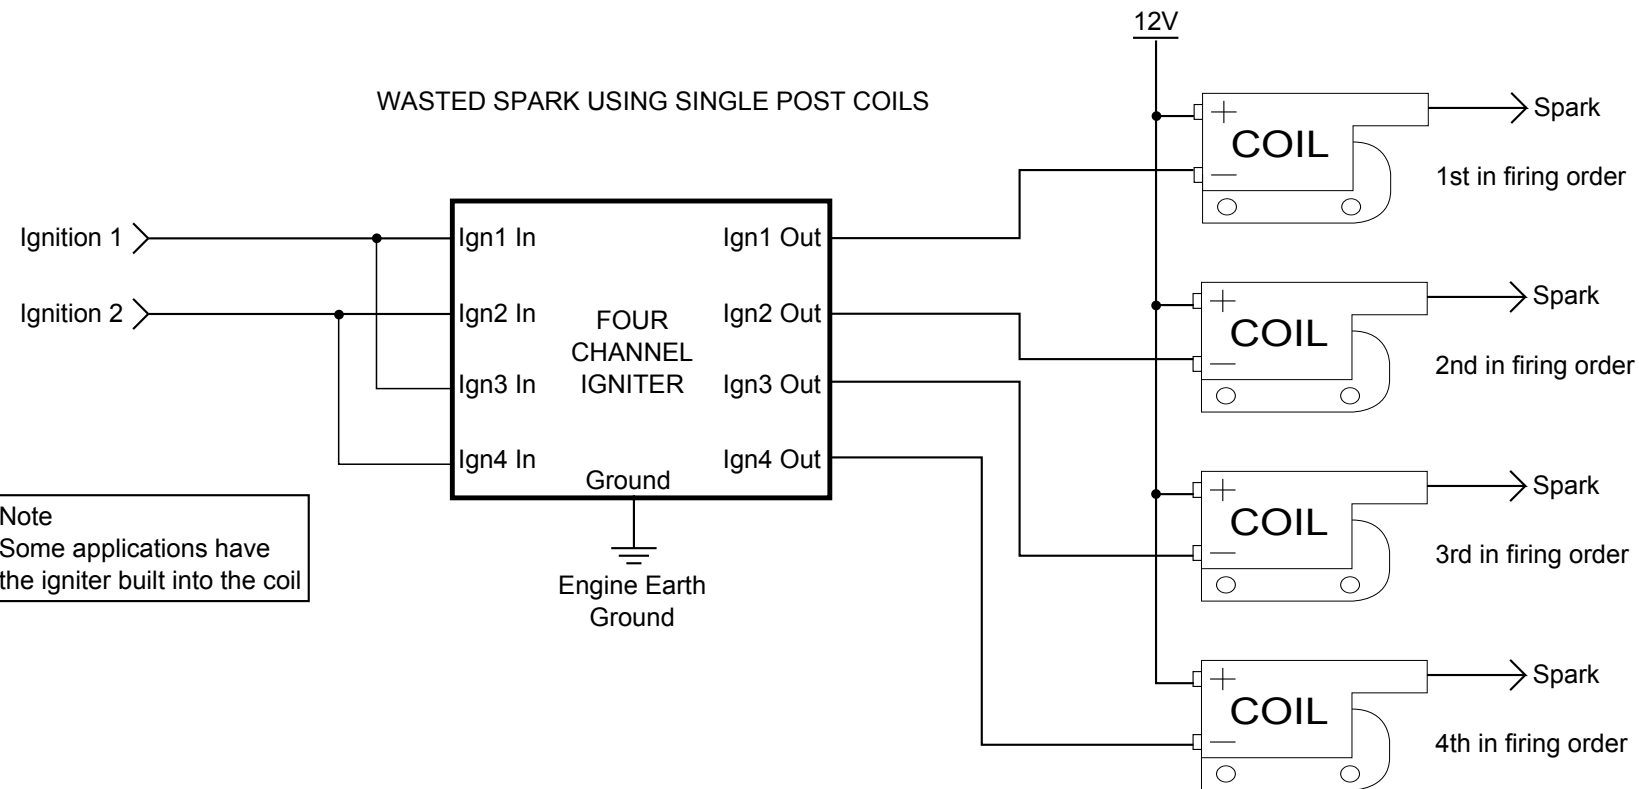 12V
WASTED SPARK USING SINGLE POST COILS
+
COIL
—
Spark
1st in firing order
Ignition 1
Ign1 In
Ign1 Out
Ignition 2
Ign2 In
Ign2 Out
FOUR
CHANNEL
IGNITER
Ign3 In
Ign3 Out
Ign4 In
Ign4 Out
Ground
+
COIL
—
Spark
2nd in firing order
Note
Some applications have
the igniter built into the coil
Engine Earth
Ground
+
COIL
—
Spark
3rd in firing order
+
COIL
—
Spark
4th in firing order